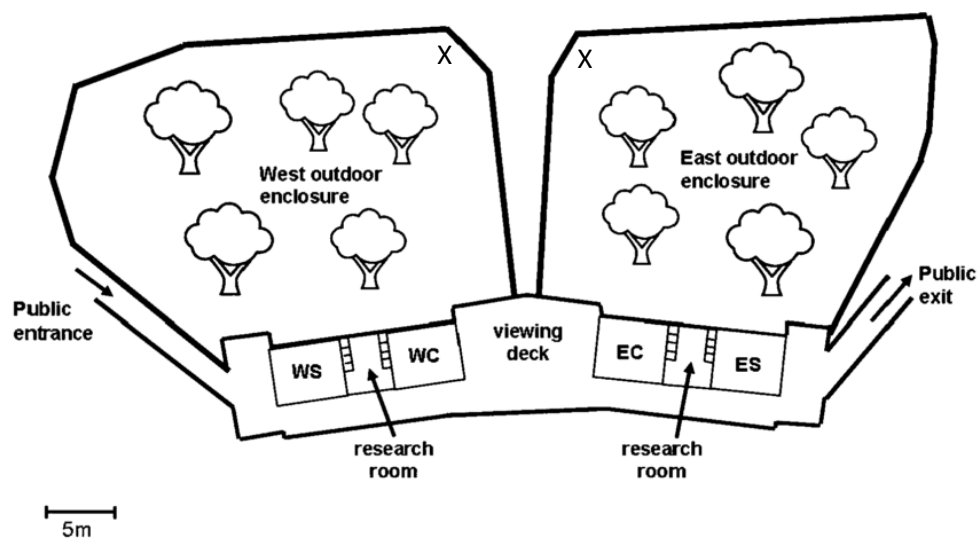 X
X
West outdoor
enclosure
East outdoor
enclosure
Public
entrance
Public
exit
viewing
deck
WS
WC
EC
ES
research
room
research
room
5m